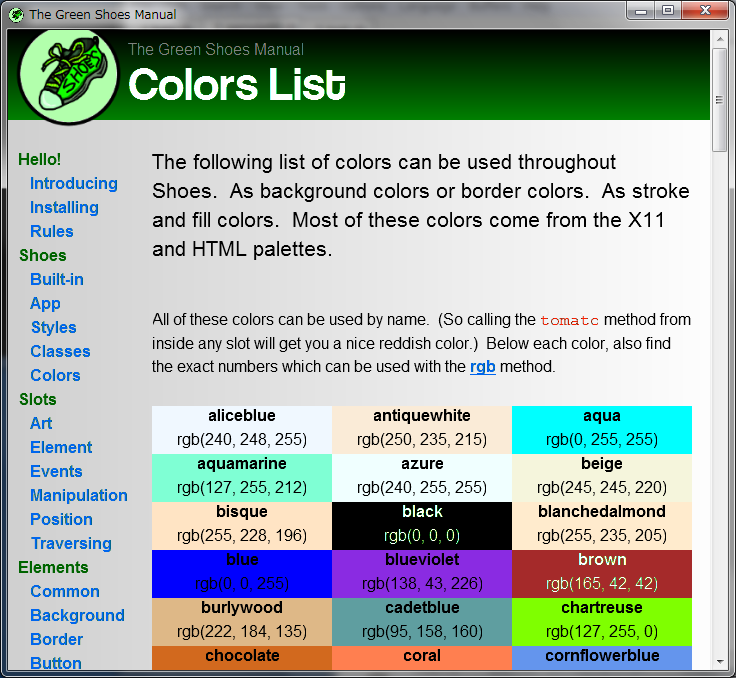 The Green Shoes Manual
The Green Shoes Manual
Colors List
SHOES
Hello!
Introducing
Installing
Rules
Shoes
Built-in
App
Styles
Classes
Colors
Slots
Art
Element
Events
Manipulation
Position
Traversing
Elements
Common
Background
Border
Button
The following list of colors can be used throughout
Shoes.  As background colors or border colors.  As stroke
and fill colors.  Most of these colors come from the X11
and HTML palettes.
All of these colors can be used by name.  (So calling the tomato method from
inside any slot will get you a nice reddish color.)  Below each color, also find
the exact numbers which can be used with the rgb method.
aliceblue antiquewhite aqua
rgb(240, 248, 255) rgb(250, 235, 215) rgb(0, 255, 255)
aquamarine azure beige
rgb(127, 255, 212) rgb(240, 255, 255) rgb(245, 245, 220)
bisque black blanchedalmond
rgb(255, 228, 196) rgb(0, 0, 0) rgb(255, 235, 205)
blue blueviolet brown
rgb(0, 0, 255) rgb(138, 43, 226) rgb(165, 42, 42)
burlywood cadetblue chartreuse
rgb(222, 184, 135) rgb(95, 158, 160) rgb(127, 255, 0)
chocolate coral cornflowerblue